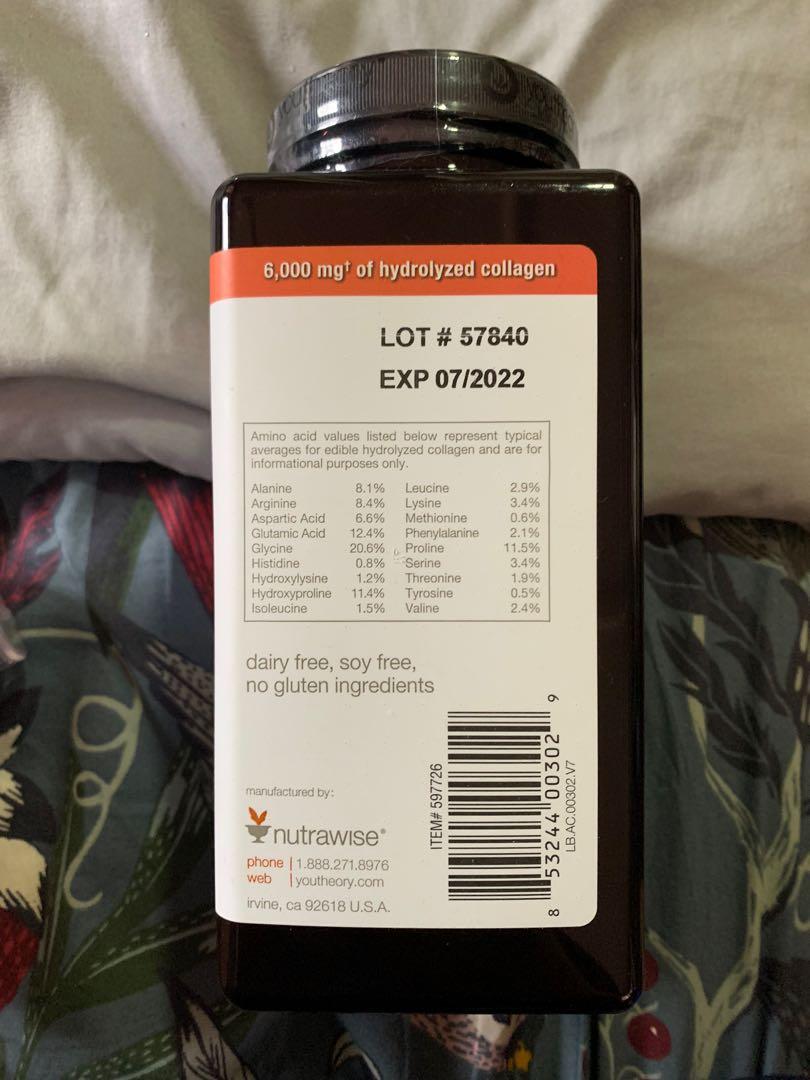 6,000 mg† of hydrolyzed collagen
LOT # 57840
EXP 07/2022
Amino acid values listed below represent typical
averages for edible hydrolyzed collagen and are for
informational purposes only.
Alanine 8.1% Leucine 2.9%
Arginine 8.4% Lysine 3.4%
Aspartic Acid 6.6% Methionine 0.6%
Glutamic Acid 12.4% Phenylalanine 2.1%
Glycine 20.6% Proline 11.5%
Histidine 0.8% Serine 3.4%
Hydroxylysine 1.2% Threonine 1.9%
Hydroxyproline 11.4% Tyrosine 0.5%
Isoleucine 1.5% Valine 2.4%
dairy free, soy free,
no gluten ingredients
manufactured by:
nutrawise®
phone | 1.888.271.8976
web | youtheory.com
irvine, ca 92618 U.S.A.
ITEM# 597726
8 53244 00302 9
LB.AC.00302.V7